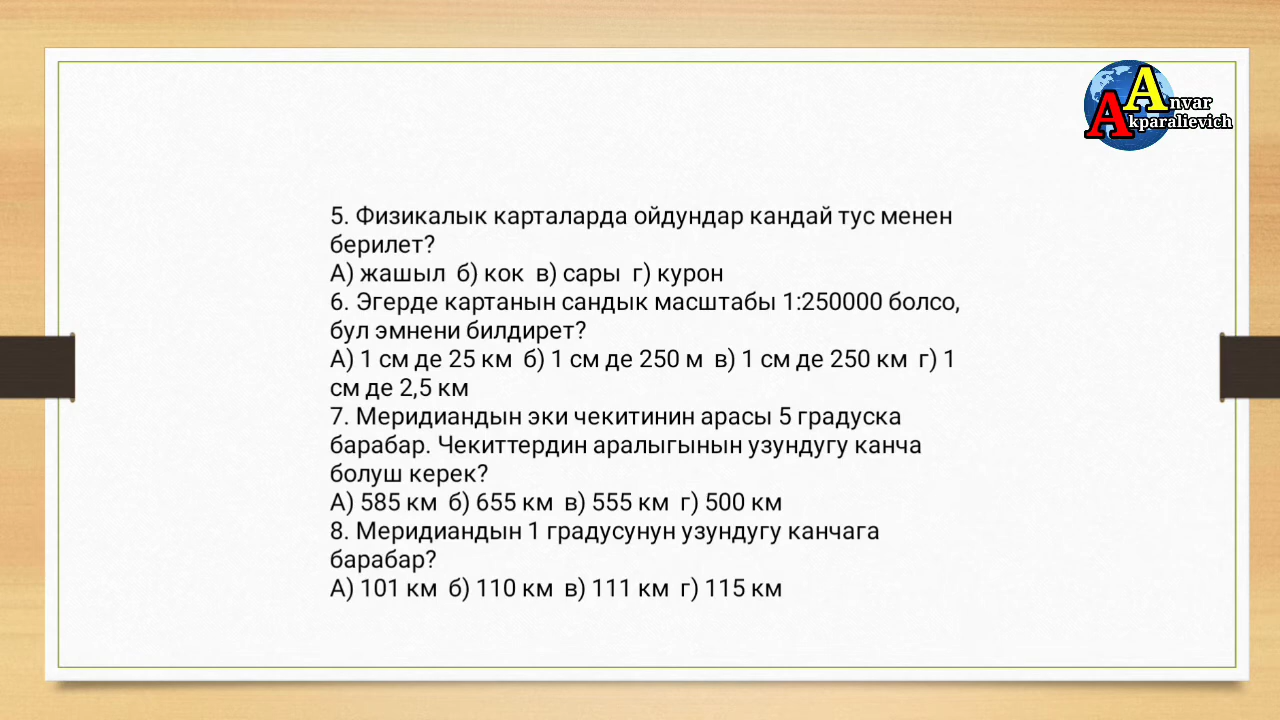 Anvar
Akparalievich
5. Физикалык карталарда ойдундар кандай тус менен
берилет?
А) жашыл  б) кок  в) сары  г) курон
6. Эгерде картанын сандык масштабы 1:250000 болсо,
бул эмнени билдирет?
А) 1 см де 25 км  б) 1 см де 250 м  в) 1 см де 250 км  г) 1
см де 2,5 км
7. Меридиандын эки чекитинин арасы 5 градуска
барабар. Чекиттердин аралыгынын узундугу канча
болуш керек?
А) 585 км  б) 655 км  в) 555 км  г) 500 км
8. Меридиандын 1 градусунун узундугу канчага
барабар?
А) 101 км  б) 110 км  в) 111 км  г) 115 км